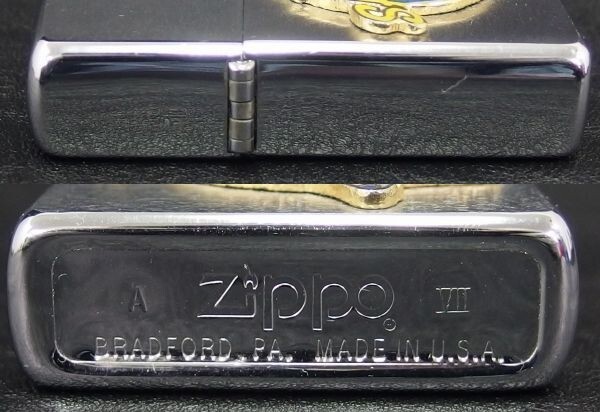 A Zippo® VII
BRADFORD, PA. MADE IN U.S.A.